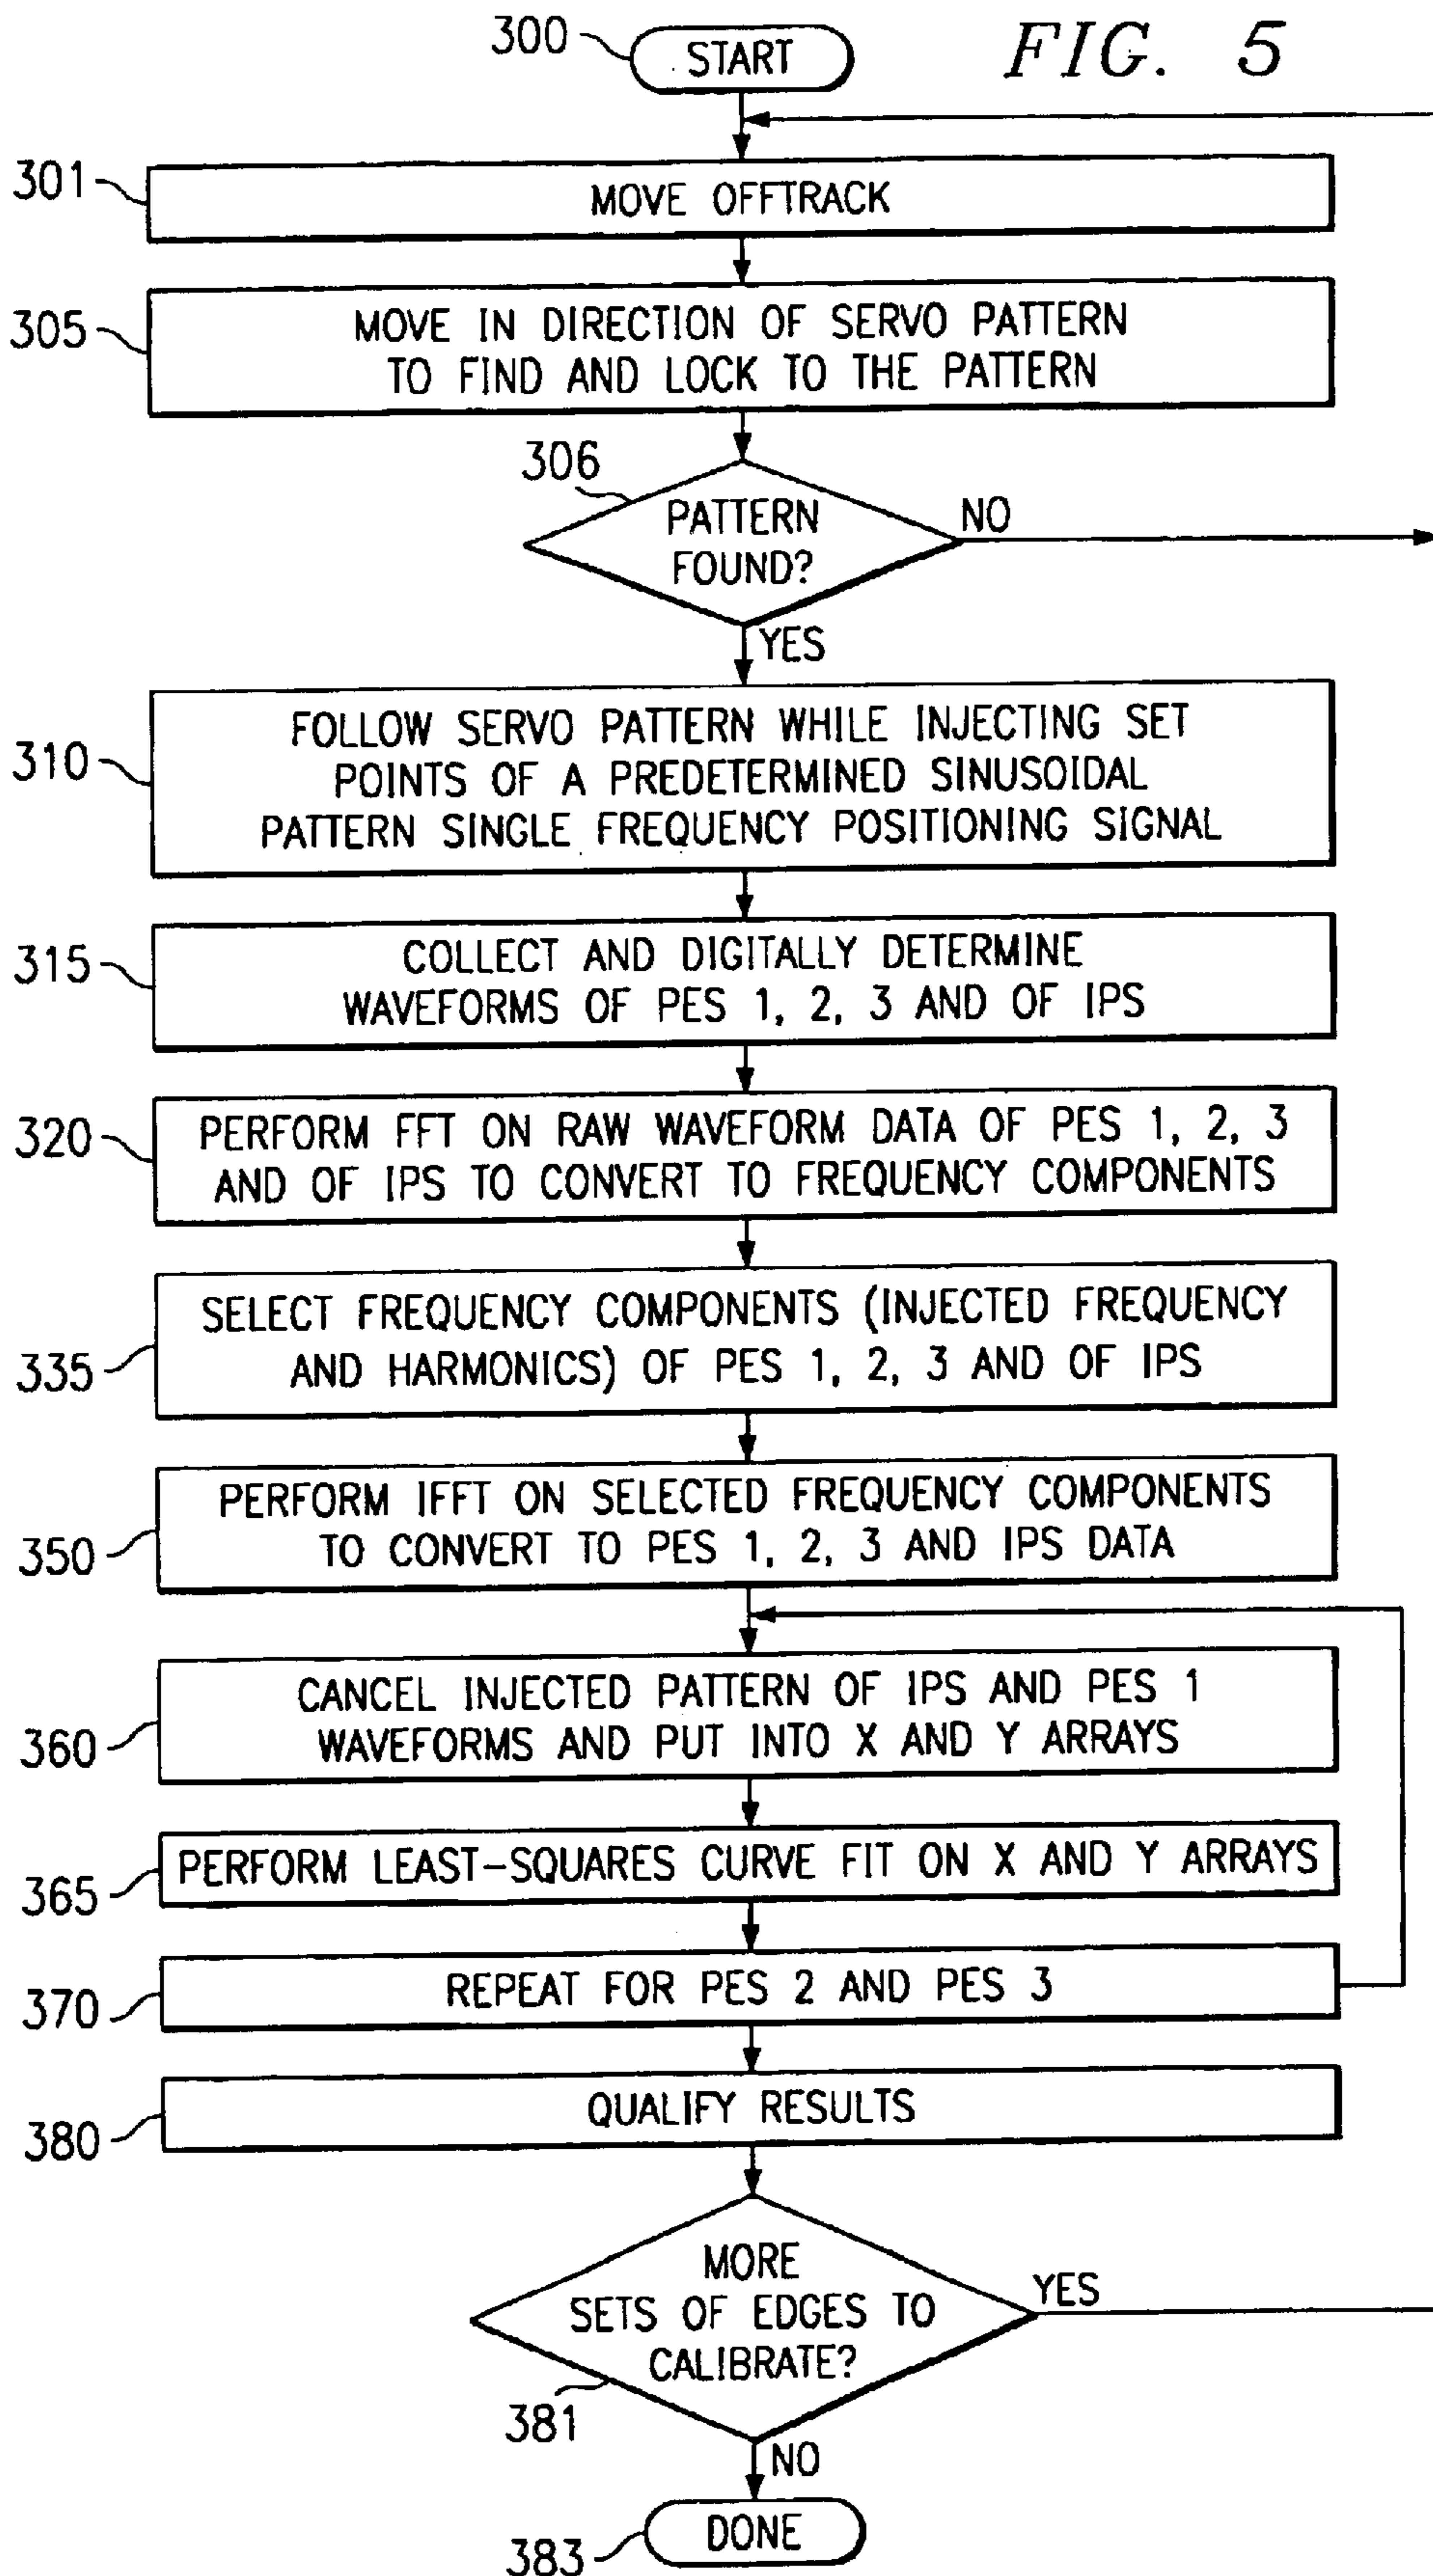 300
START
FIG. 5
301
MOVE OFFTRACK
305
MOVE IN DIRECTION OF SERVO PATTERN
TO FIND AND LOCK TO THE PATTERN
306
PATTERN
FOUND?
NO
YES
310
FOLLOW SERVO PATTERN WHILE INJECTING SET
POINTS OF A PREDETERMINED SINUSOIDAL
PATTERN SINGLE FREQUENCY POSITIONING SIGNAL
315
COLLECT AND DIGITALLY DETERMINE
WAVEFORMS OF PES 1, 2, 3 AND OF IPS
320
PERFORM FFT ON RAW WAVEFORM DATA OF PES 1, 2, 3
AND OF IPS TO CONVERT TO FREQUENCY COMPONENTS
335
SELECT FREQUENCY COMPONENTS (INJECTED FREQUENCY
AND HARMONICS) OF PES 1, 2, 3 AND OF IPS
350
PERFORM IFFT ON SELECTED FREQUENCY COMPONENTS
TO CONVERT TO PES 1, 2, 3 AND IPS DATA
360
CANCEL INJECTED PATTERN OF IPS AND PES 1
WAVEFORMS AND PUT INTO X AND Y ARRAYS
365
PERFORM LEAST-SQUARES CURVE FIT ON X AND Y ARRAYS
370
REPEAT FOR PES 2 AND PES 3
380
QUALIFY RESULTS
MORE
SETS OF EDGES TO
CALIBRATE?
YES
381
NO
DONE
383